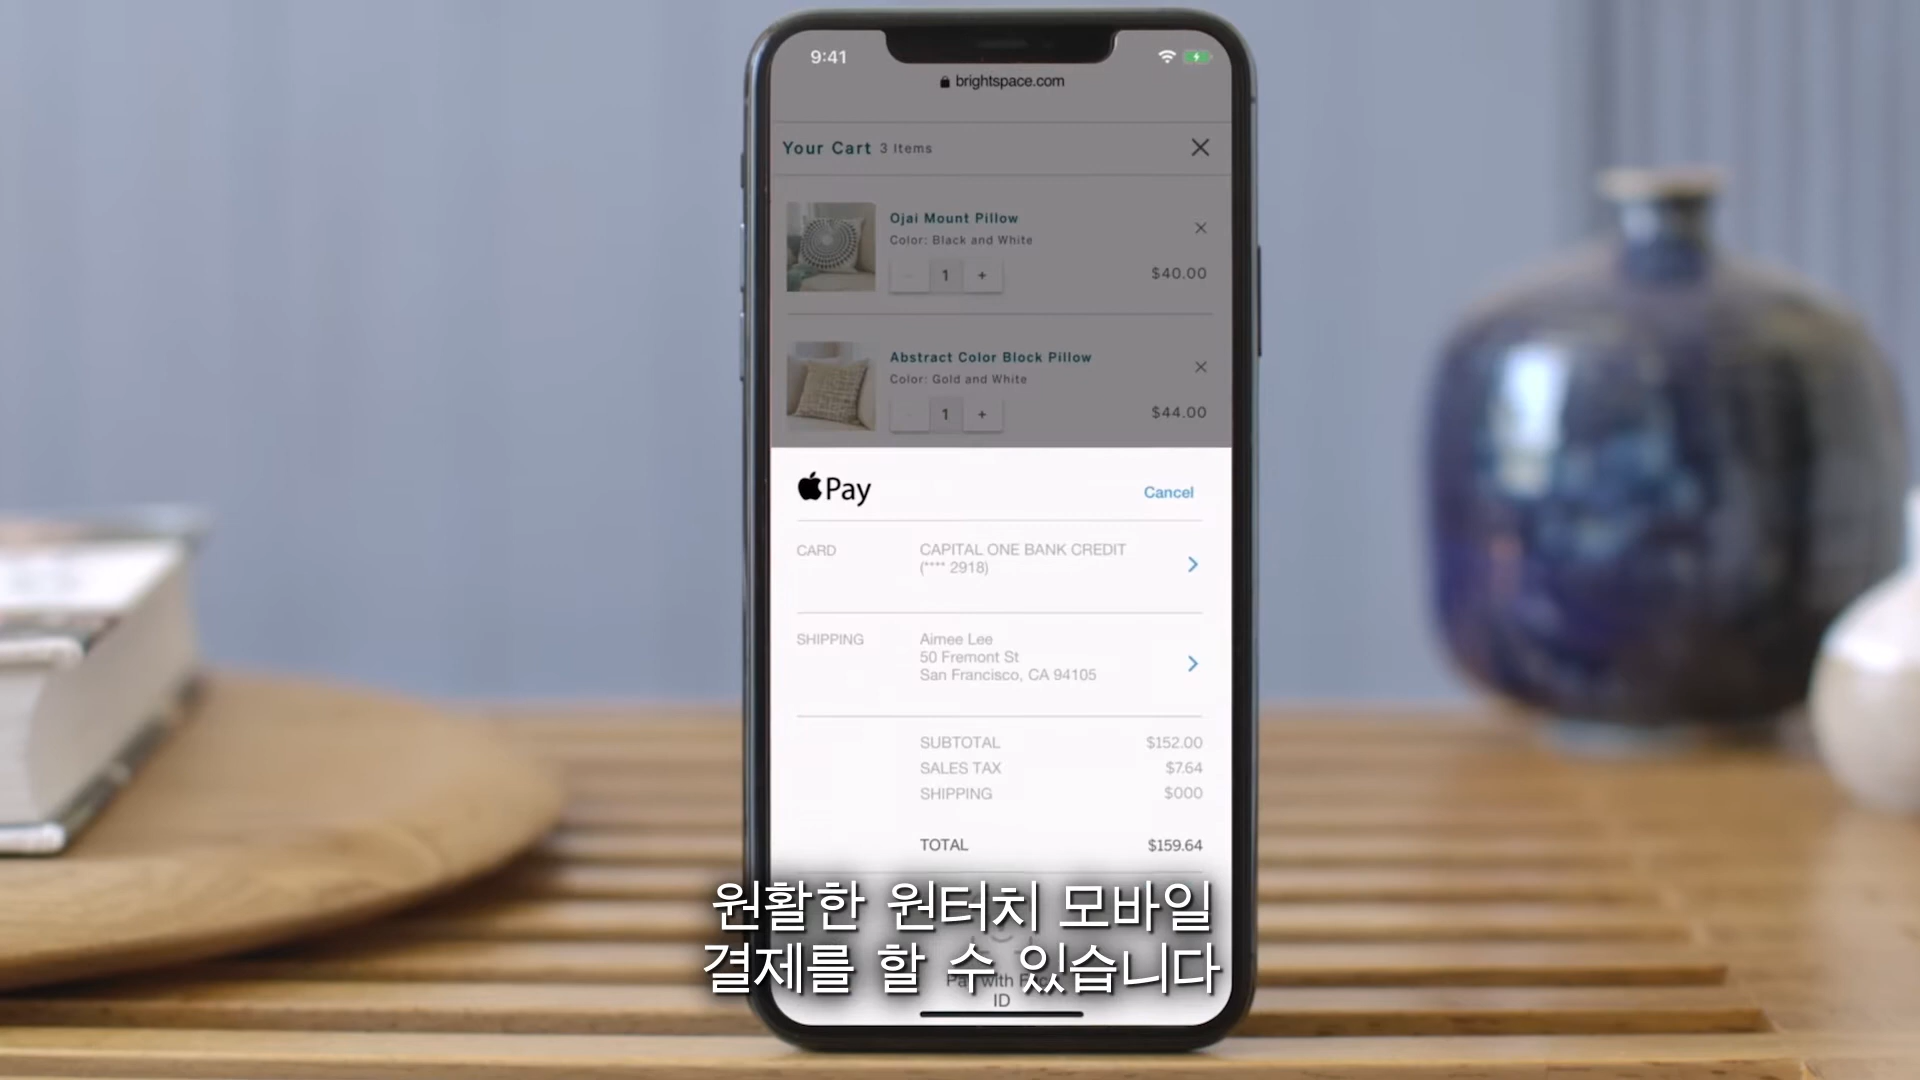 9:41
brightspace.com
Your Cart 3 Items
Ojai Mount Pillow
Color: Black and White
- 1 +
$40.00
Abstract Color Block Pillow
Color: Gold and White
- 1 +
$44.00
Pay
Cancel
CARD
CAPITAL ONE BANK CREDIT
(**** 2918)
SHIPPING
Aimee Lee
50 Fremont St
San Francisco, CA 94105
SUBTOTAL $152.00
SALES TAX $7.64
SHIPPING $000
TOTAL $159.64
원활한 원터치 모바일
결제를 할 수 있습니다
with
ID